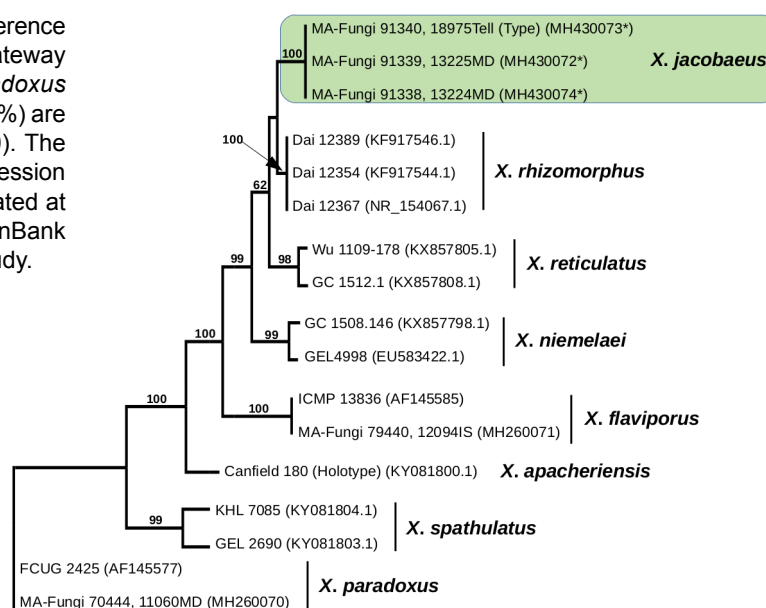 erence
ateway
doxus
%) are
). The
ession
ated at
nBank
dy.
MA-Fungi 91340, 18975Tell (Type) (MH430073*)
100
MA-Fungi 91339, 13225MD (MH430072*)
X. jacobaeus
MA-Fungi 91338, 13224MD (MH430074*)
100
Dai 12389 (KF917546.1)
Dai 12354 (KF917544.1)
X. rhizomorphus
62
Dai 12367 (NR_154067.1)
Wu 1109-178 (KX857805.1)
99
98
X. reticulatus
GC 1512.1 (KX857808.1)
GC 1508.146 (KX857798.1)
100
99
X. niemelaei
GEL4998 (EU583422.1)
100
ICMP 13836 (AF145585)
100
X. flaviporus
MA-Fungi 79440, 12094IS (MH260071)
Canfield 180 (Holotype) (KY081800.1)
X. apacheriensis
KHL 7085 (KY081804.1)
99
X. spathulatus
GEL 2690 (KY081803.1)
FCUG 2425 (AF145577)
X. paradoxus
MA-Fungi 70444, 11060MD (MH260070)